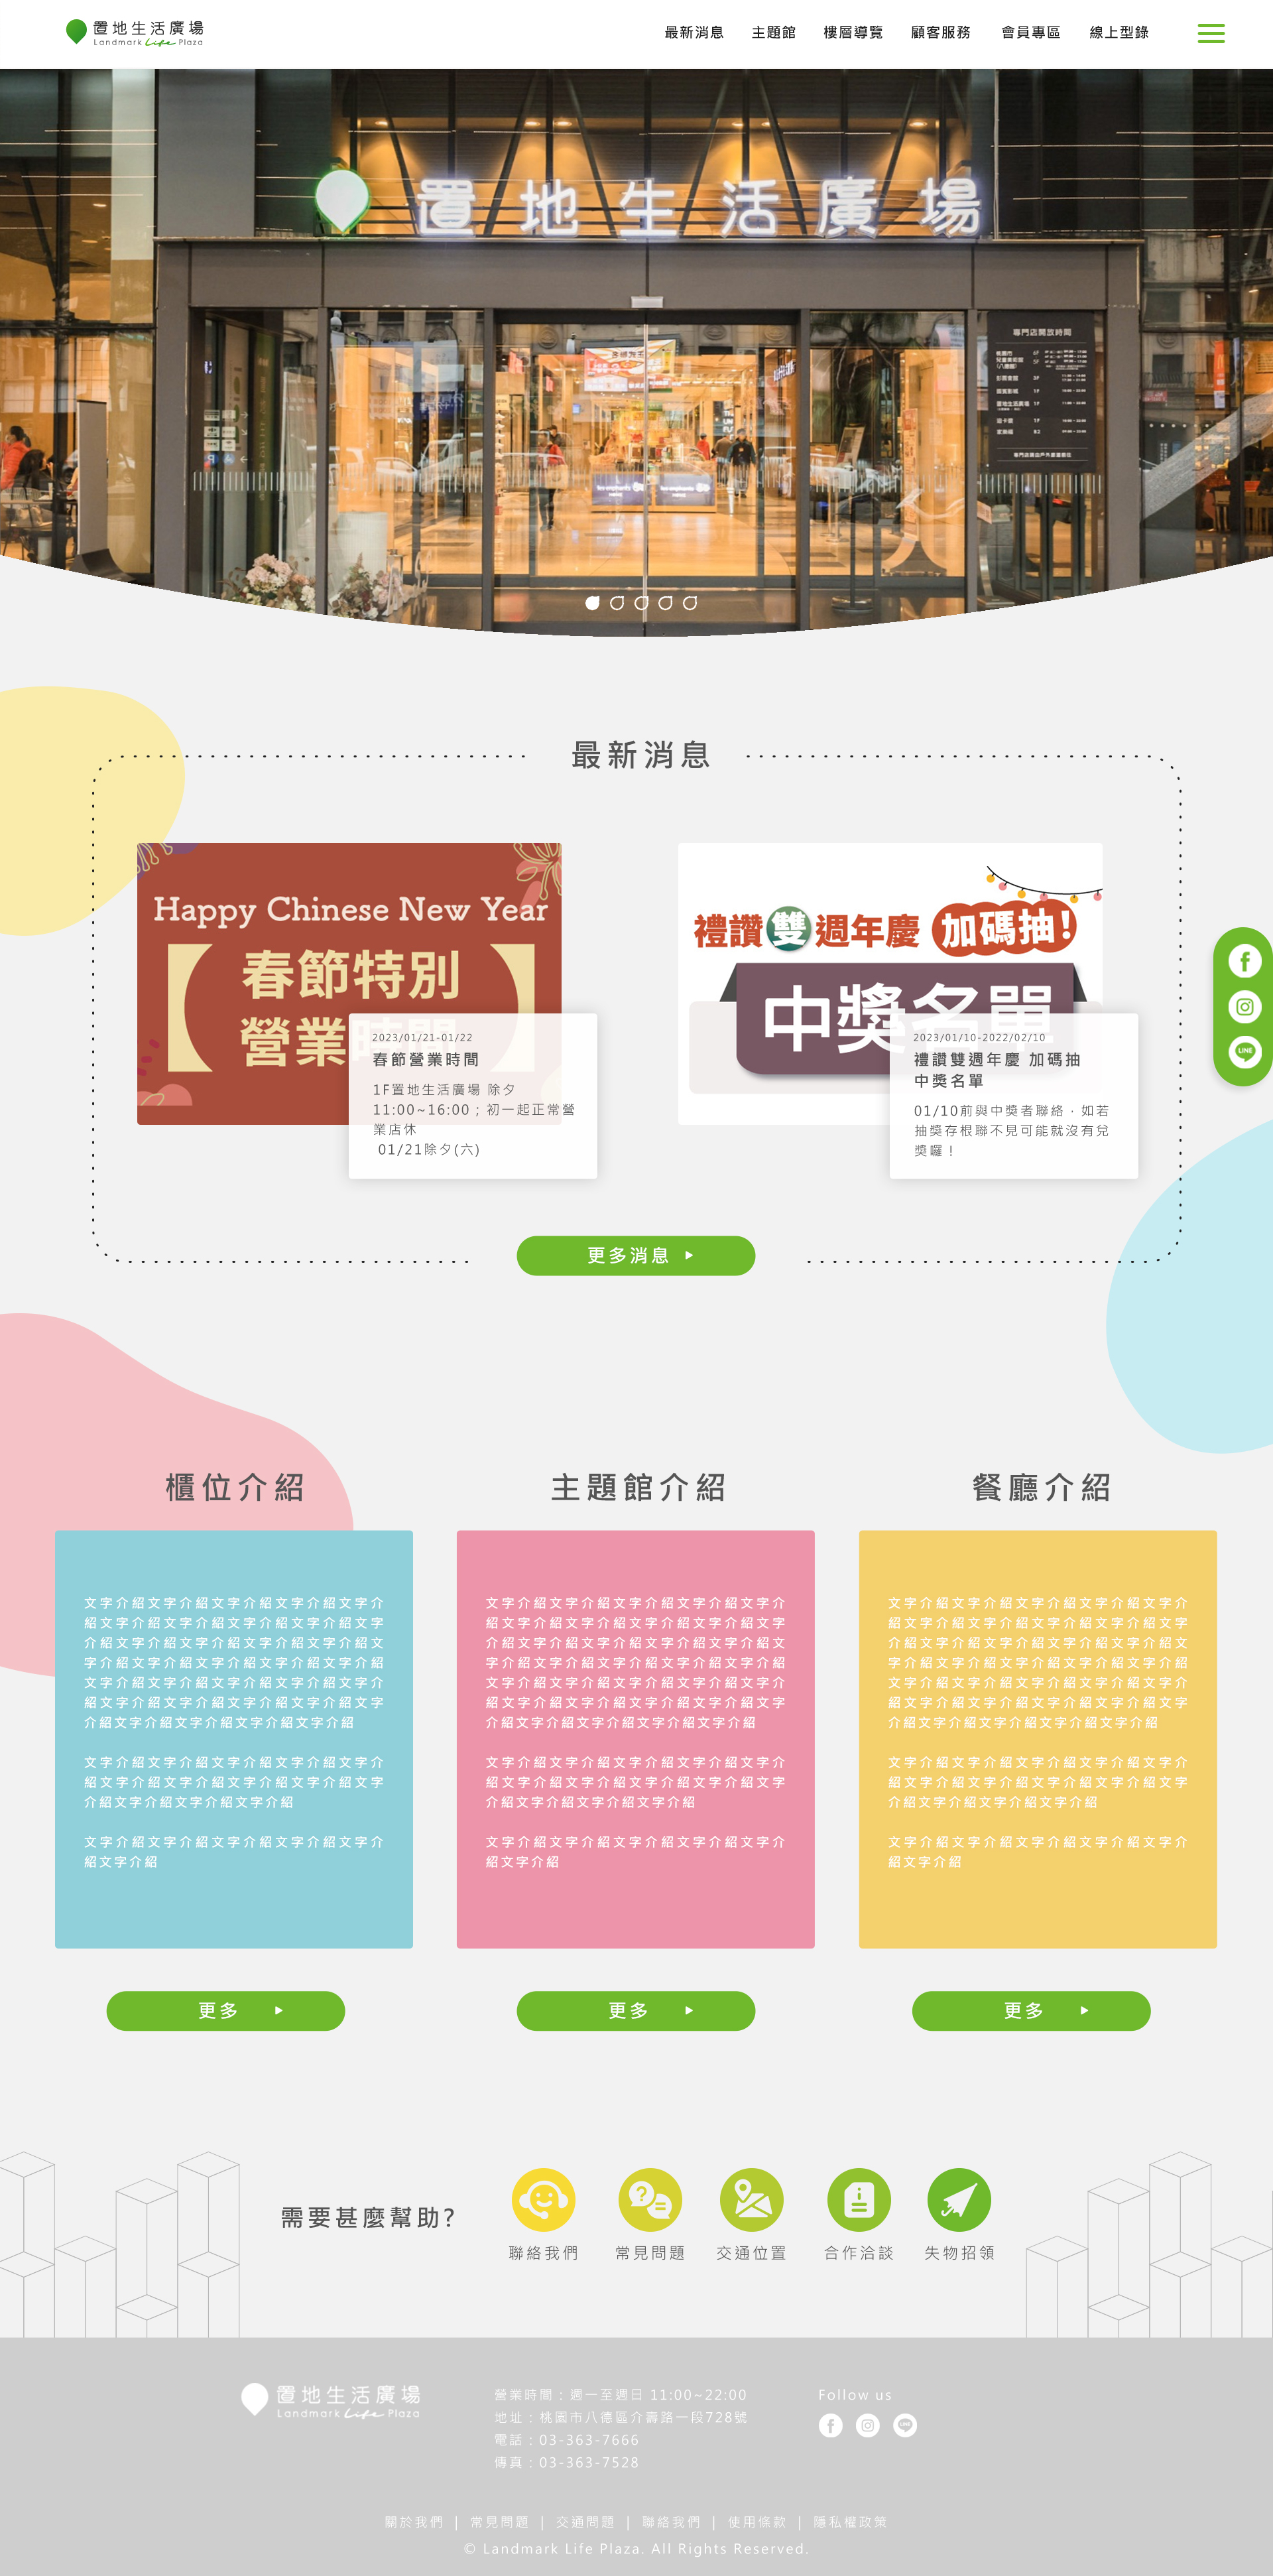 置地生活廣場
Landmark Life Plaza
最新消息 主題館 樓層導覽 顧客服務 會員專區 線上型錄
置地生活廣場
專門店開放時間
最新消息
Happy Chinese New Year
【春節特別
營業時間】
2023/01/21-01/22
春節營業時間
1F置地生活廣場 除夕
11:00~16:00；初一起正常營
業店休
01/21除夕(六)
禮讚雙週年慶 加碼抽!
中獎名單
2023/01/10-2022/02/10
禮讚雙週年慶 加碼抽
中獎名單
01/10前與中獎者聯絡，如若
抽獎存根聯不見可能就沒有兌
獎囉！
LINE
更多消息
櫃位介紹
文字介紹文字介紹文字介紹文字介紹文字介
紹文字介紹文字介紹文字介紹文字介紹文字
介紹文字介紹文字介紹文字介紹文字介紹文
字介紹文字介紹文字介紹文字介紹文字介紹
文字介紹文字介紹文字介紹文字介紹文字介
紹文字介紹文字介紹文字介紹文字介紹文字
介紹文字介紹文字介紹文字介紹文字介紹
文字介紹文字介紹文字介紹文字介紹文字介
紹文字介紹文字介紹文字介紹文字介紹文字
介紹文字介紹文字介紹文字介紹
文字介紹文字介紹文字介紹文字介紹文字介
紹文字介紹
更多
主題館介紹
文字介紹文字介紹文字介紹文字介紹文字介
紹文字介紹文字介紹文字介紹文字介紹文字
介紹文字介紹文字介紹文字介紹文字介紹文
字介紹文字介紹文字介紹文字介紹文字介紹
文字介紹文字介紹文字介紹文字介紹文字介
紹文字介紹文字介紹文字介紹文字介紹文字
介紹文字介紹文字介紹文字介紹文字介紹
文字介紹文字介紹文字介紹文字介紹文字介
紹文字介紹文字介紹文字介紹文字介紹文字
介紹文字介紹文字介紹文字介紹
文字介紹文字介紹文字介紹文字介紹文字介
紹文字介紹
更多
餐廳介紹
文字介紹文字介紹文字介紹文字介紹文字介
紹文字介紹文字介紹文字介紹文字介紹文字
介紹文字介紹文字介紹文字介紹文字介紹文
字介紹文字介紹文字介紹文字介紹文字介紹
文字介紹文字介紹文字介紹文字介紹文字介
紹文字介紹文字介紹文字介紹文字介紹文字
介紹文字介紹文字介紹文字介紹文字介紹
文字介紹文字介紹文字介紹文字介紹文字介
紹文字介紹文字介紹文字介紹文字介紹文字
介紹文字介紹文字介紹文字介紹
文字介紹文字介紹文字介紹文字介紹文字介
紹文字介紹
更多
需要甚麼幫助?
聯絡我們 常見問題 交通位置 合作洽談 失物招領
置地生活廣場
Landmark Life Plaza
營業時間：週一至週日 11:00~22:00
地址：桃園市八德區介壽路一段728號
電話：03-363-7666
傳真：03-363-7528
Follow us
LINE
關於我們 | 常見問題 | 交通問題 | 聯絡我們 | 使用條款 | 隱私權政策
© Landmark Life Plaza. All Rights Reserved.